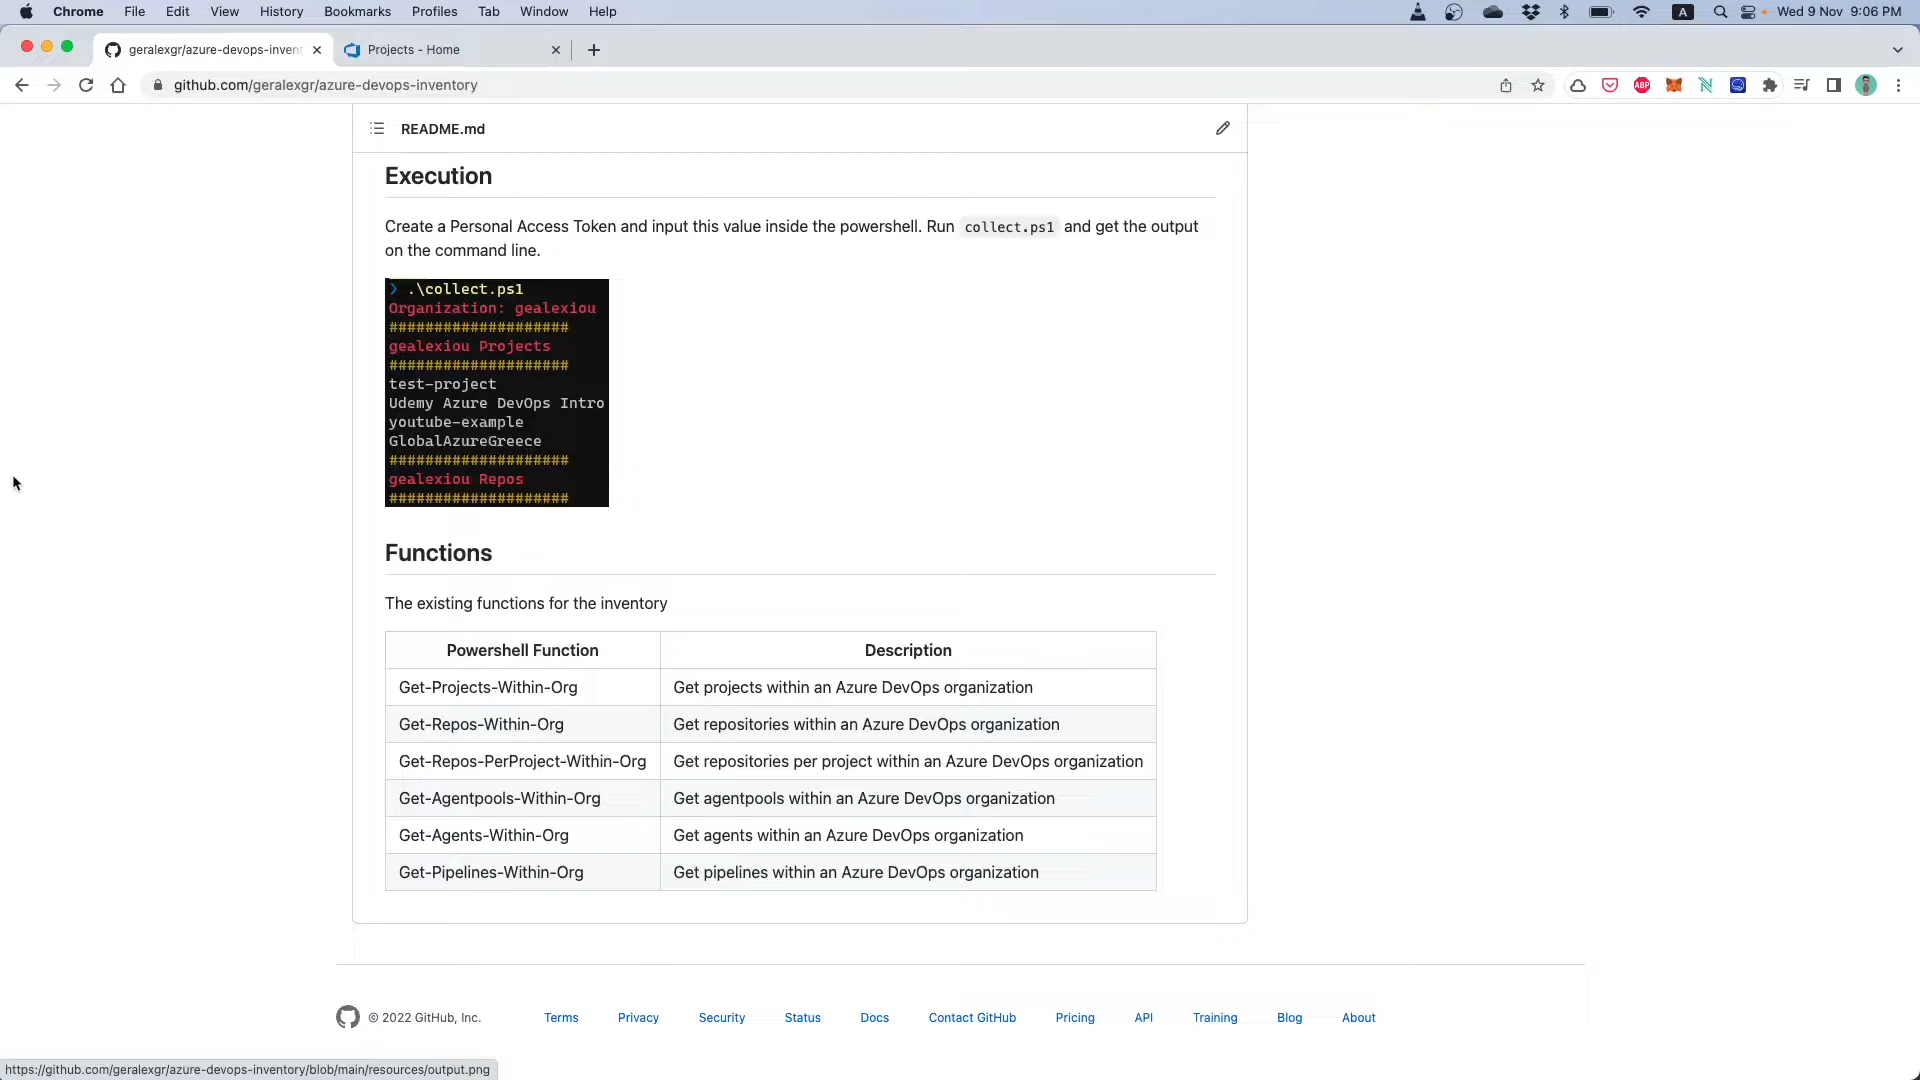 Chrome File Edit View History Bookmarks Profiles Tab Window Help
A Wed 9 Nov 9:06 PM
geralexgr/azure-devops-invent
Projects - Home
github.com/geralexgr/azure-devops-inventory
ABP
README.md
Execution
Create a Personal Access Token and input this value inside the powershell. Run collect.ps1 and get the output
on the command line.
❯ .\collect.ps1
Organization: gealexiou
####################
gealexiou Projects
####################
test-project
Udemy Azure DevOps Intro
youtube-example
GlobalAzureGreece
####################
gealexiou Repos
####################
Functions
The existing functions for the inventory
Powershell Function Description
Get-Projects-Within-Org Get projects within an Azure DevOps organization
Get-Repos-Within-Org Get repositories within an Azure DevOps organization
Get-Repos-PerProject-Within-Org Get repositories per project within an Azure DevOps organization
Get-Agentpools-Within-Org Get agentpools within an Azure DevOps organization
Get-Agents-Within-Org Get agents within an Azure DevOps organization
Get-Pipelines-Within-Org Get pipelines within an Azure DevOps organization
© 2022 GitHub, Inc. Terms Privacy Security Status Docs Contact GitHub Pricing API Training Blog About
https://github.com/geralexgr/azure-devops-inventory/blob/main/resources/output.png